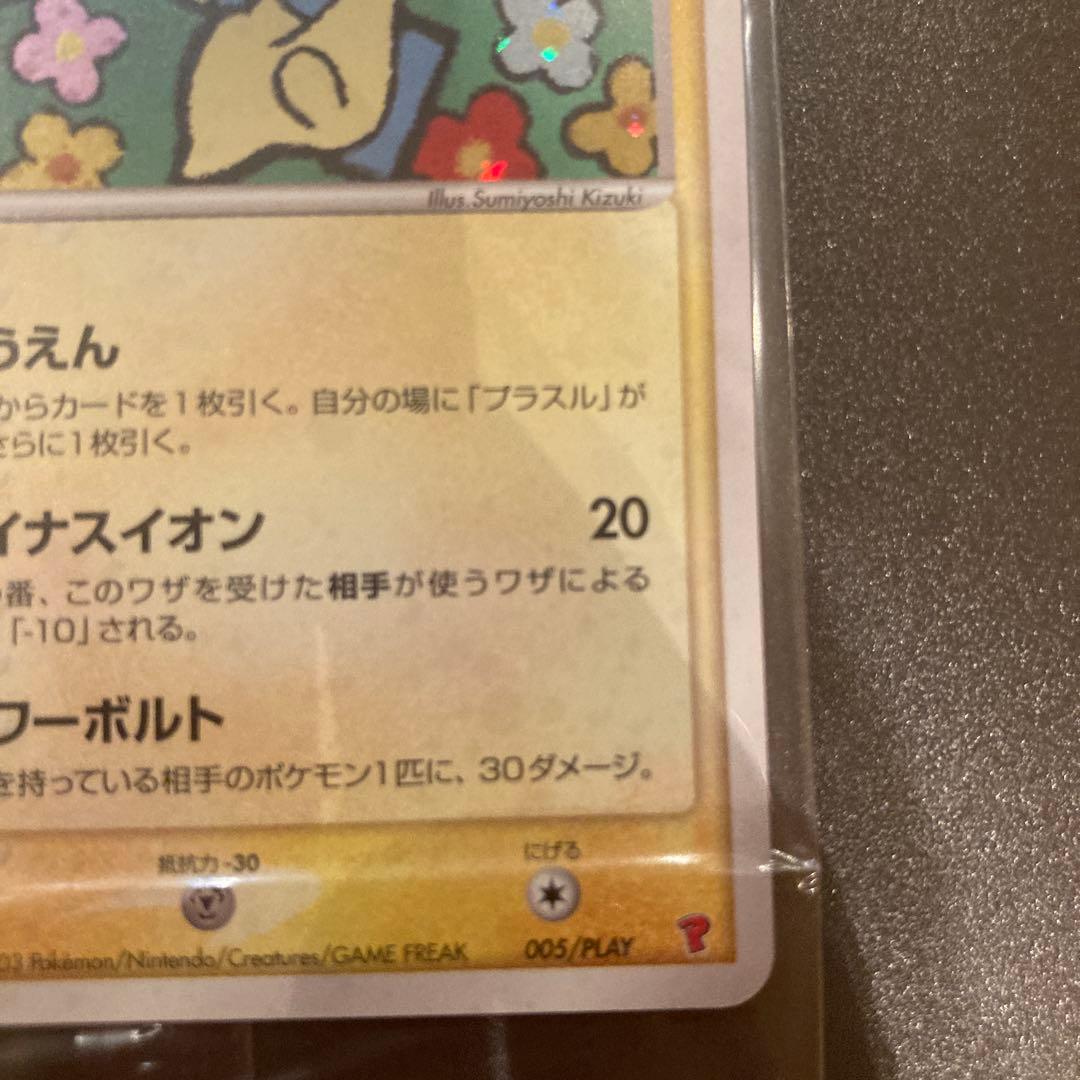 Illus. Sumiyoshi Kizuki
うえん
からカードを1枚引く。自分の場に「プラスル」が
さらに1枚引く。
イナスイオン 20
番、このワザを受けた相手が使うワザによる
「-10」される。
ワーボルト
を持っている相手のポケモン1匹に、30ダメージ。
抵抗力 -30 にげる
03 Pokémon/Nintendo/Creatures/GAME FREAK 005/PLAY
P